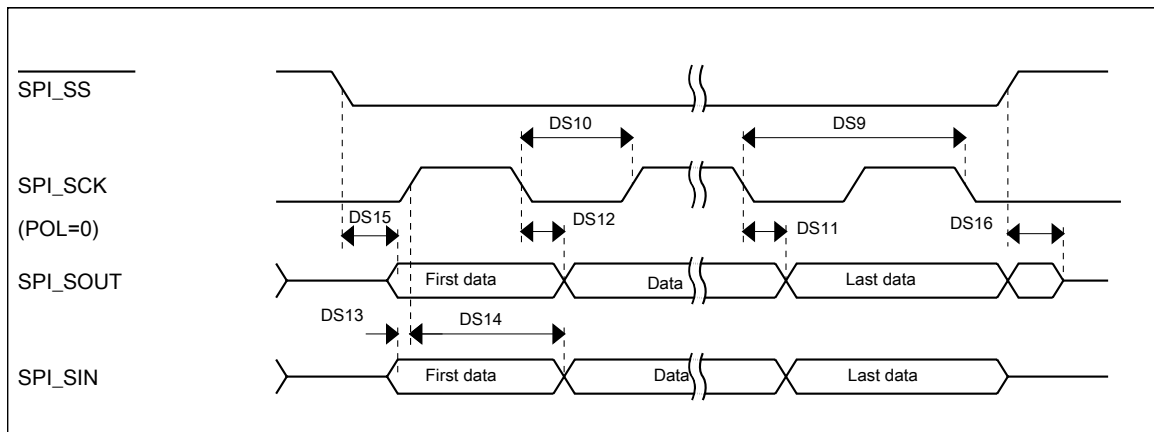 SPI_SS
DS10
DS9
SPI_SCK
(POL=0)
DS15
DS12
DS11
DS16
SPI_SOUT
First data
Data
Last data
DS13
DS14
SPI_SIN
First data
Data
Last data